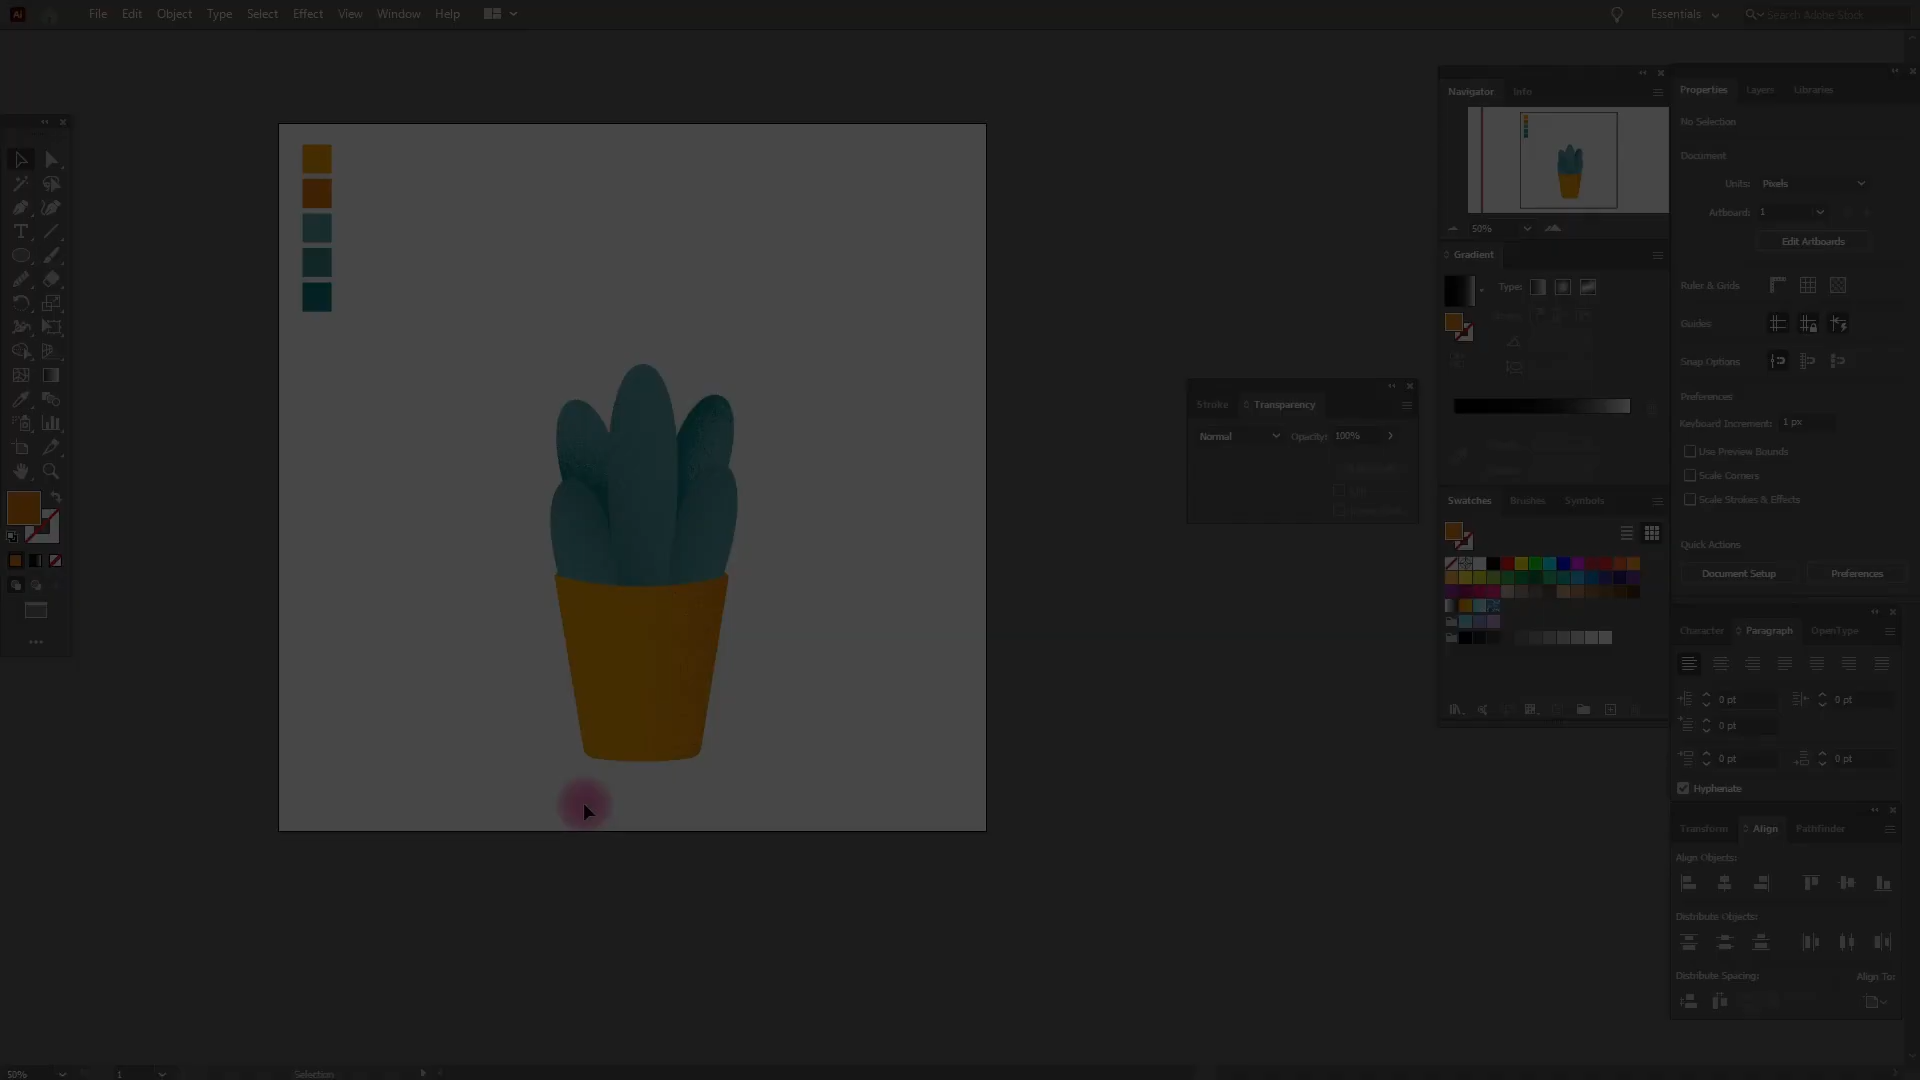 Ai File Edit Object Type Select Effect View Window Help Essentials Search Adobe Stock
Navigator Info
50%
Gradient
Type:
Stroke Transparency
Normal Opacity: 100%
Swatches Brushes Symbols
Properties Layers Libraries
No Selection
Document
Units: Pixels
Artboard: 1
Edit Artboards
Ruler & Grids
Guides
Snap Options
Preferences
Keyboard Increment: 1 px
Use Preview Bounds
Scale Corners
Scale Strokes & Effects
Quick Actions
Document Setup Preferences
Character Paragraph OpenType
0 pt 0 pt
0 pt
0 pt 0 pt
Hyphenate
Transform Align Pathfinder
Align Objects:
Distribute Objects:
Distribute Spacing: Align To:
50% 1 Selection